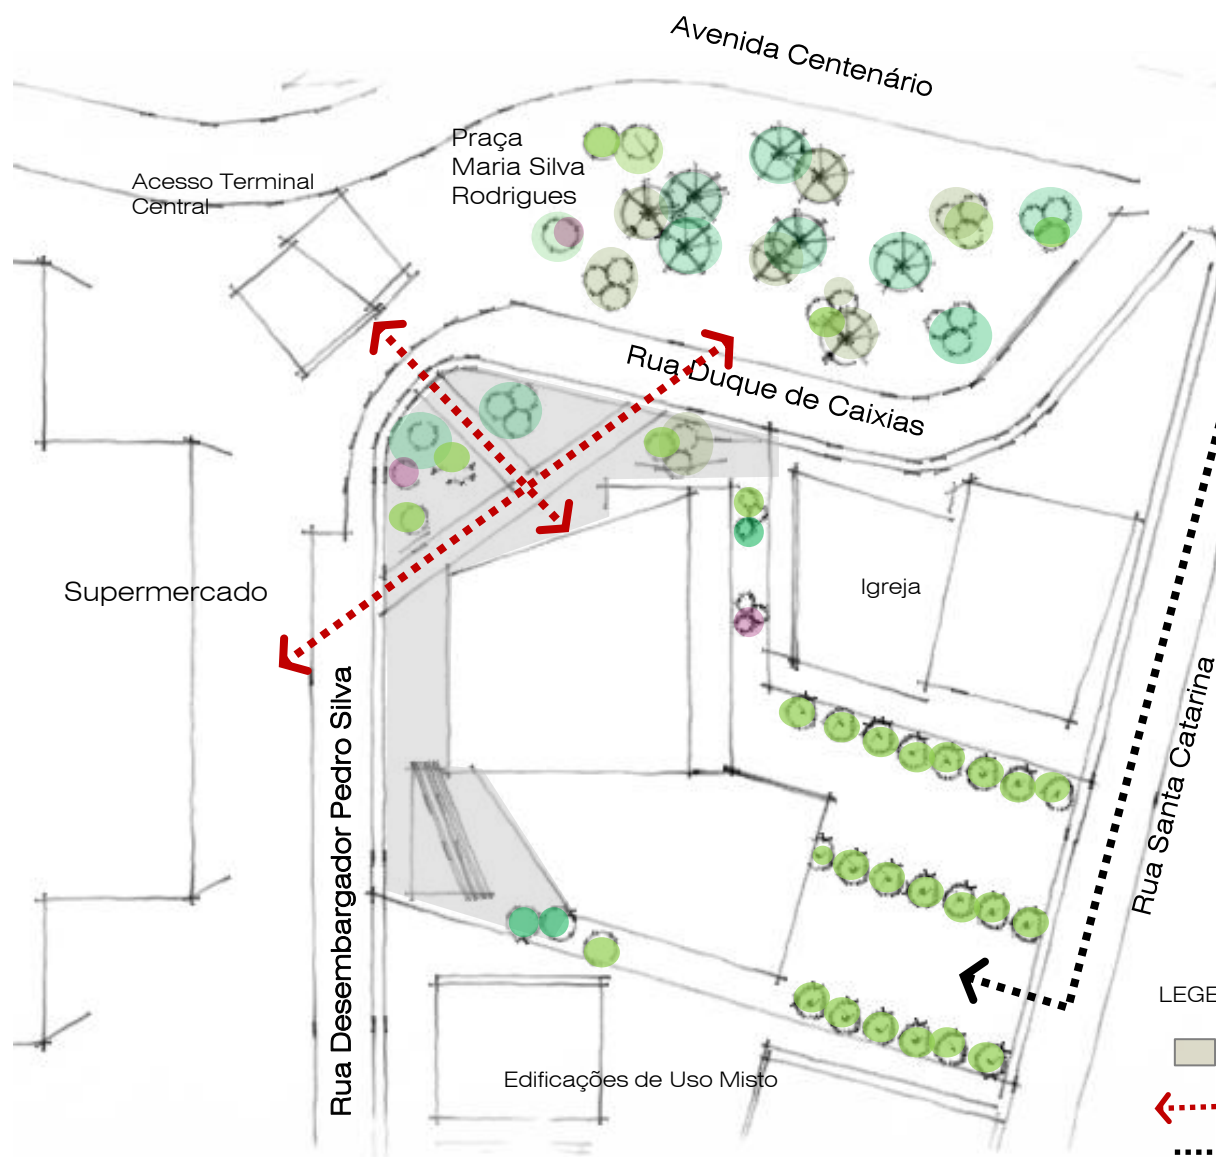 Avenida Centenário
Praça
Maria Silva
Rodrigues
Acesso Terminal
Central
Rua Duque de Caixias
Supermercado
Igreja
Rua Desembargador Pedro Silva
Rua Santa Catarina
LEGE
Edificações de Uso Misto